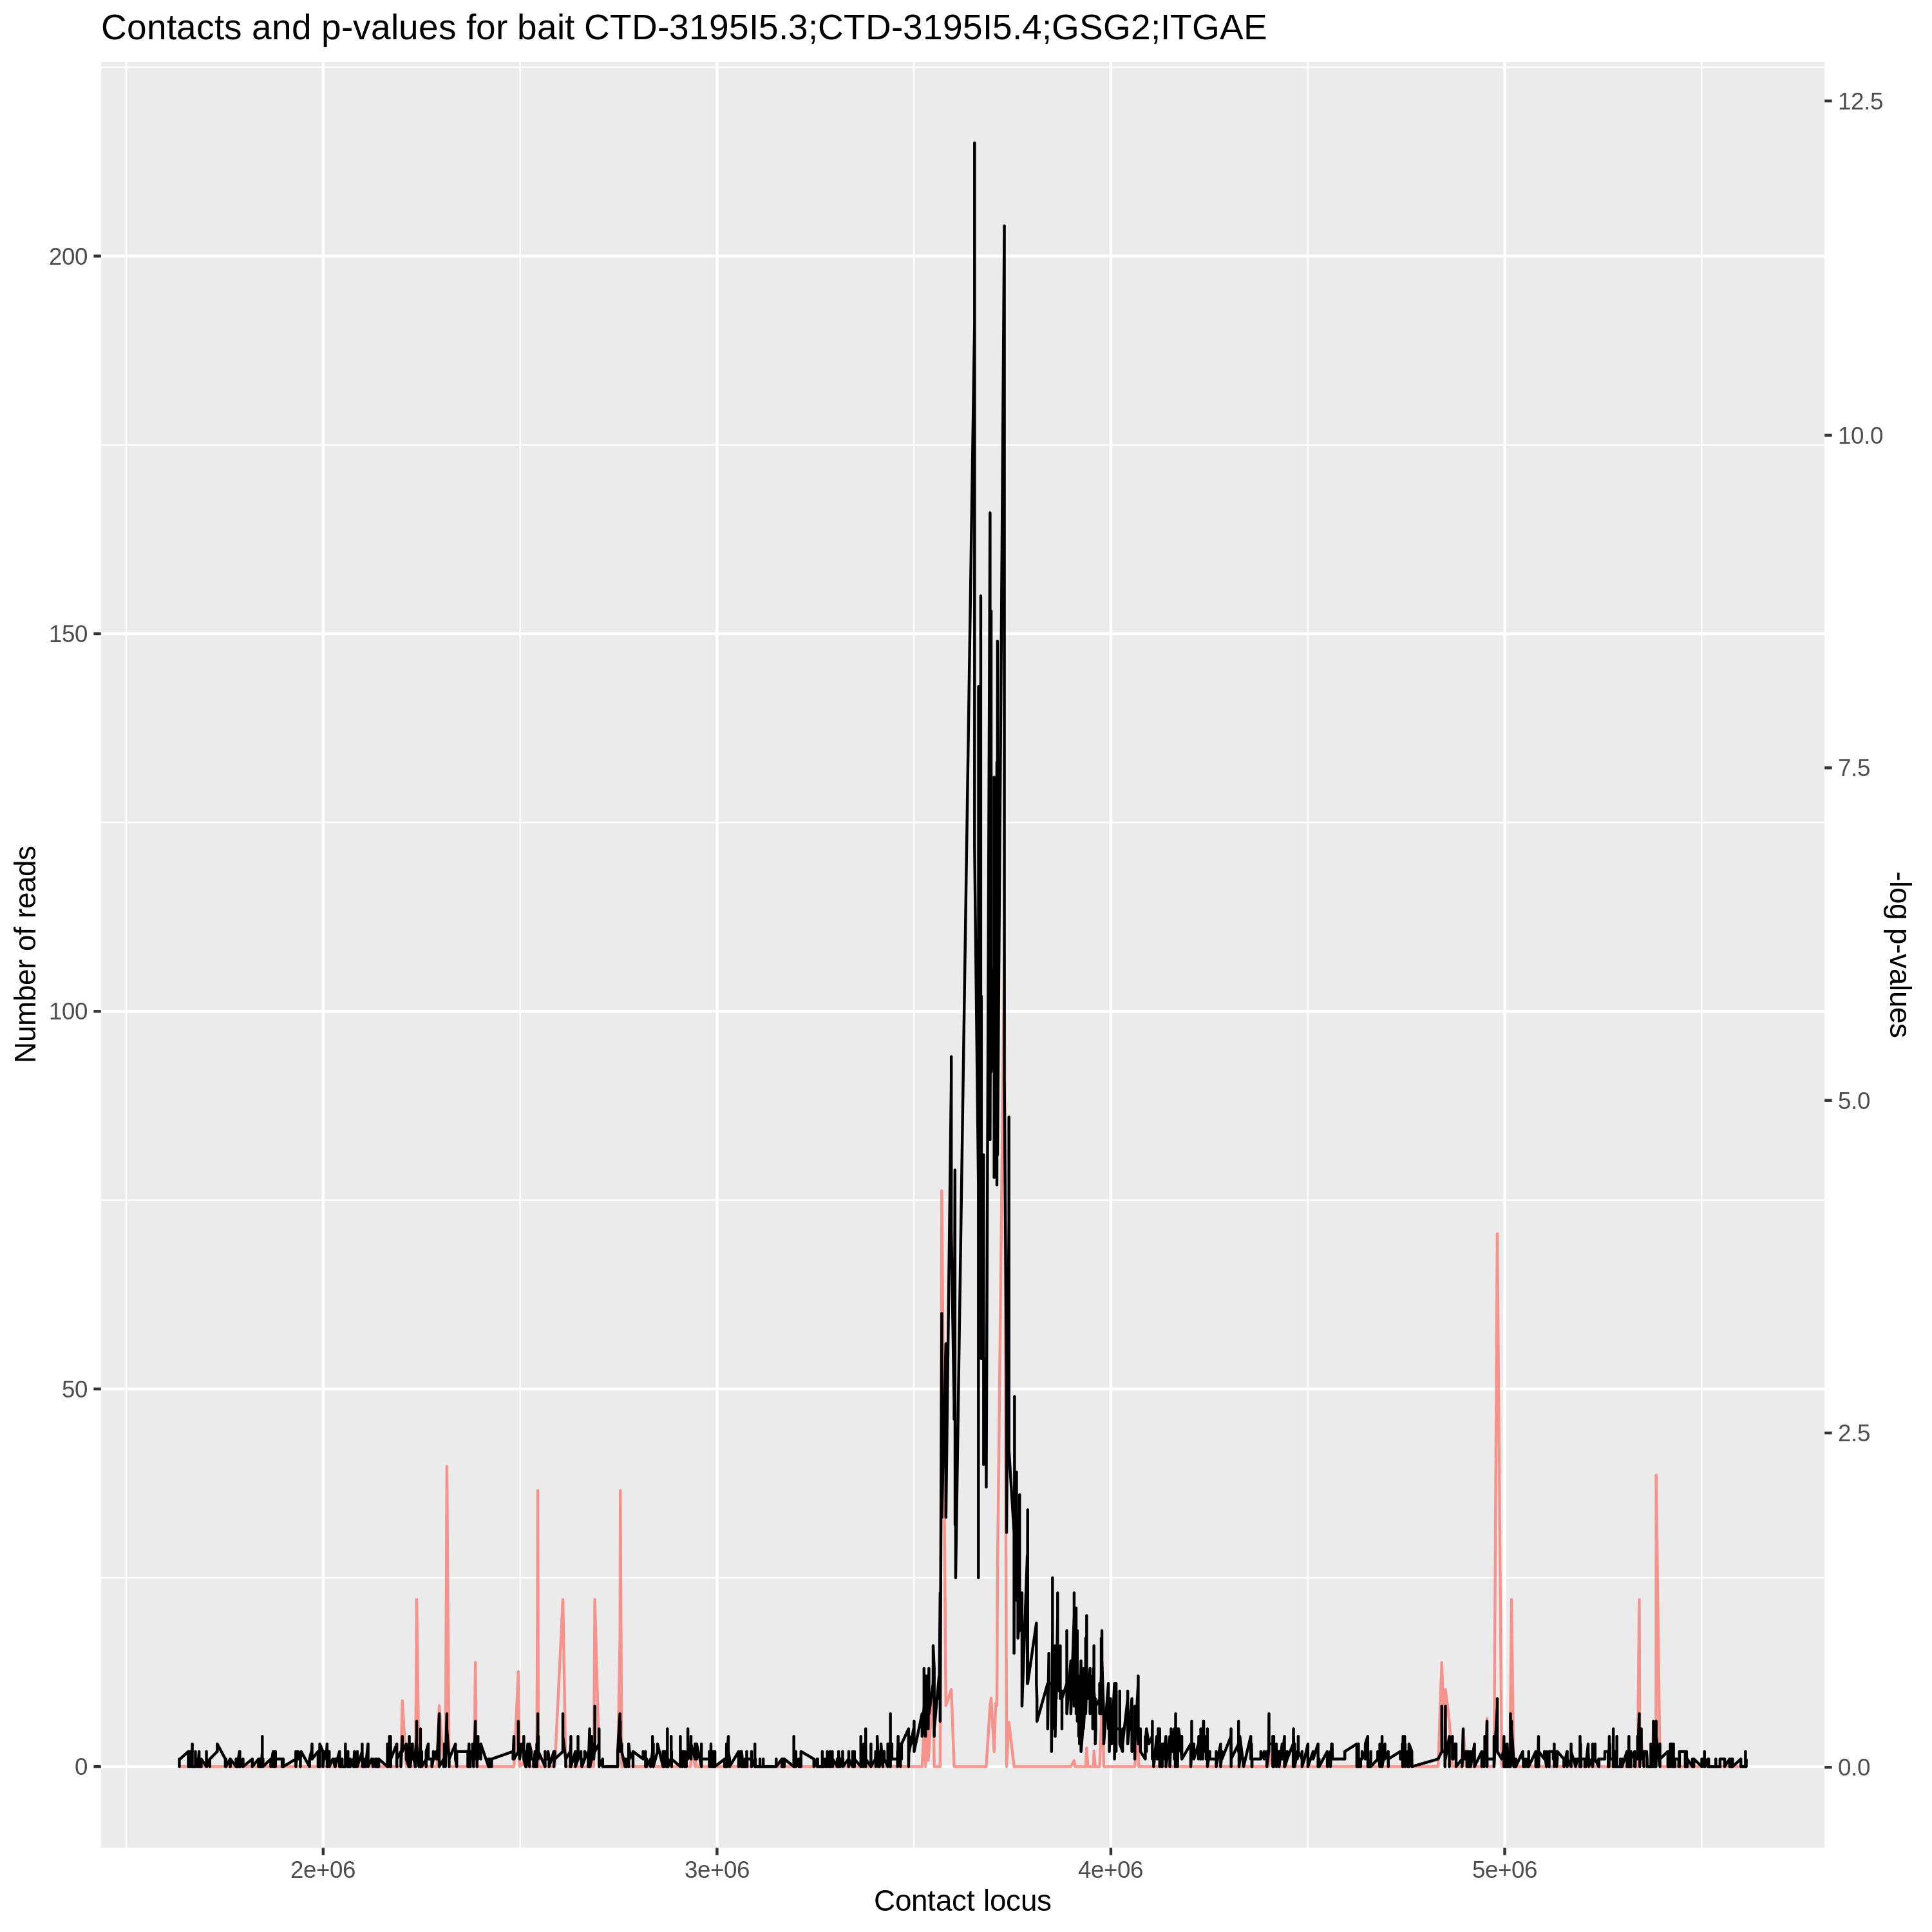 Contacts and p-values for bait CTD-3195I5.3;CTD-3195I5.4;GSG2;ITGAE
12.5
200
10.0
150
7.5
Number of reads
-log p-values
100
5.0
50
2.5
0
0.0
2e+06
3e+06
4e+06
5e+06
Contact locus